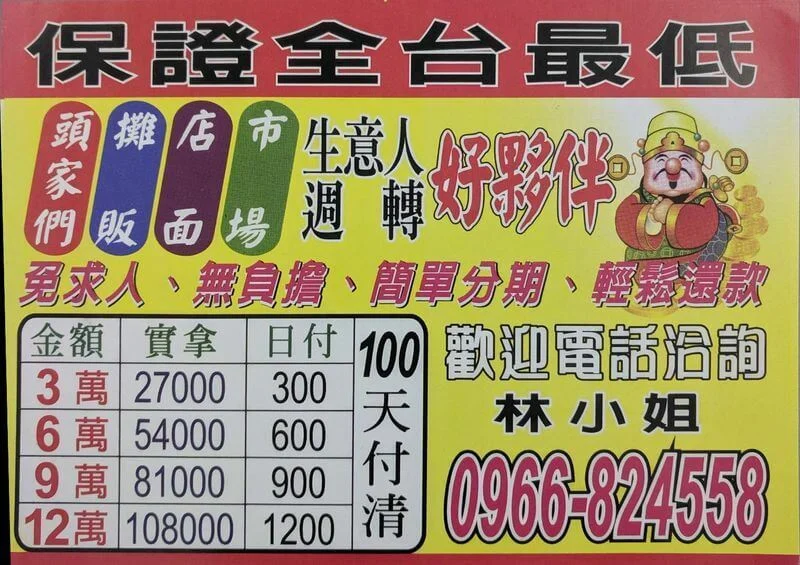 保證全台最低
頭家們
攤販
店面
市場
生意人
週轉
好夥伴
免求人、無負擔、簡單分期、輕鬆還款
金額 實拿 日付
3萬 27000 300
6萬 54000 600
9萬 81000 900
12萬 108000 1200
100天付清
歡迎電話洽詢
林小姐
0966-824558